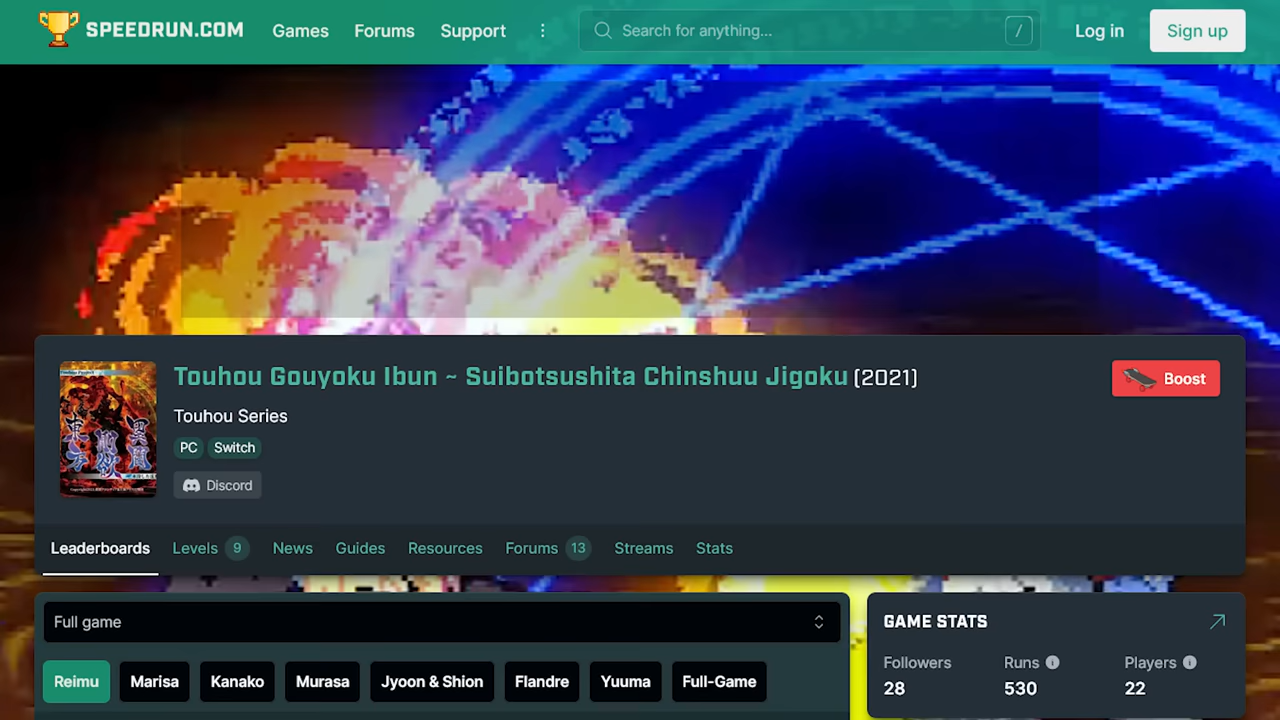 SPEEDRUN.COM Games Forums Support Search for anything... / Log in Sign up
Touhou Gouyoku Ibun ~ Suibotsushita Chinshuu Jigoku (2021)
Boost
Touhou Series
PC Switch
Discord
Leaderboards Levels 9 News Guides Resources Forums 13 Streams Stats
Full game
Reimu Marisa Kanako Murasa Jyoon & Shion Flandre Yuuma Full-Game
GAME STATS
Followers Runs Players
28 530 22